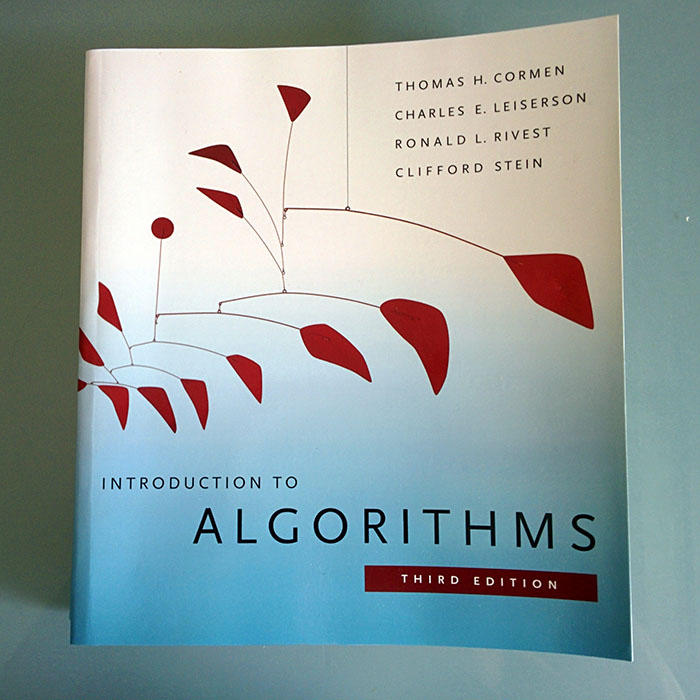 THOMAS H. CORMEN
CHARLES E. LEISERSON
RONALD L. RIVEST
CLIFFORD STEIN
INTRODUCTION TO
ALGORITHMS
THIRD EDITION